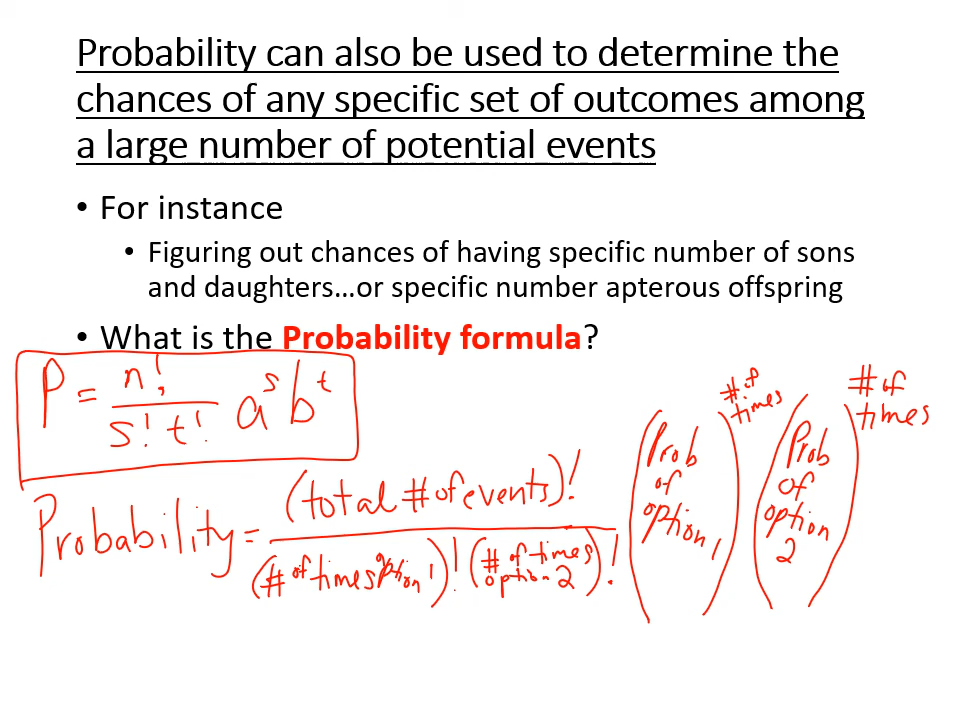 Probability can also be used to determine the
chances of any specific set of outcomes among
a large number of potential events
• For instance
• Figuring out chances of having specific number of sons
and daughters…or specific number apterous offspring
• What is the Probability formula?
P = n! / s! t! a^s b^t
Probability = (total # of events)! / (# of times option 1)! (# of times option 2)! (Prob of option 1)^# of times (Prob of option 2)^# of times